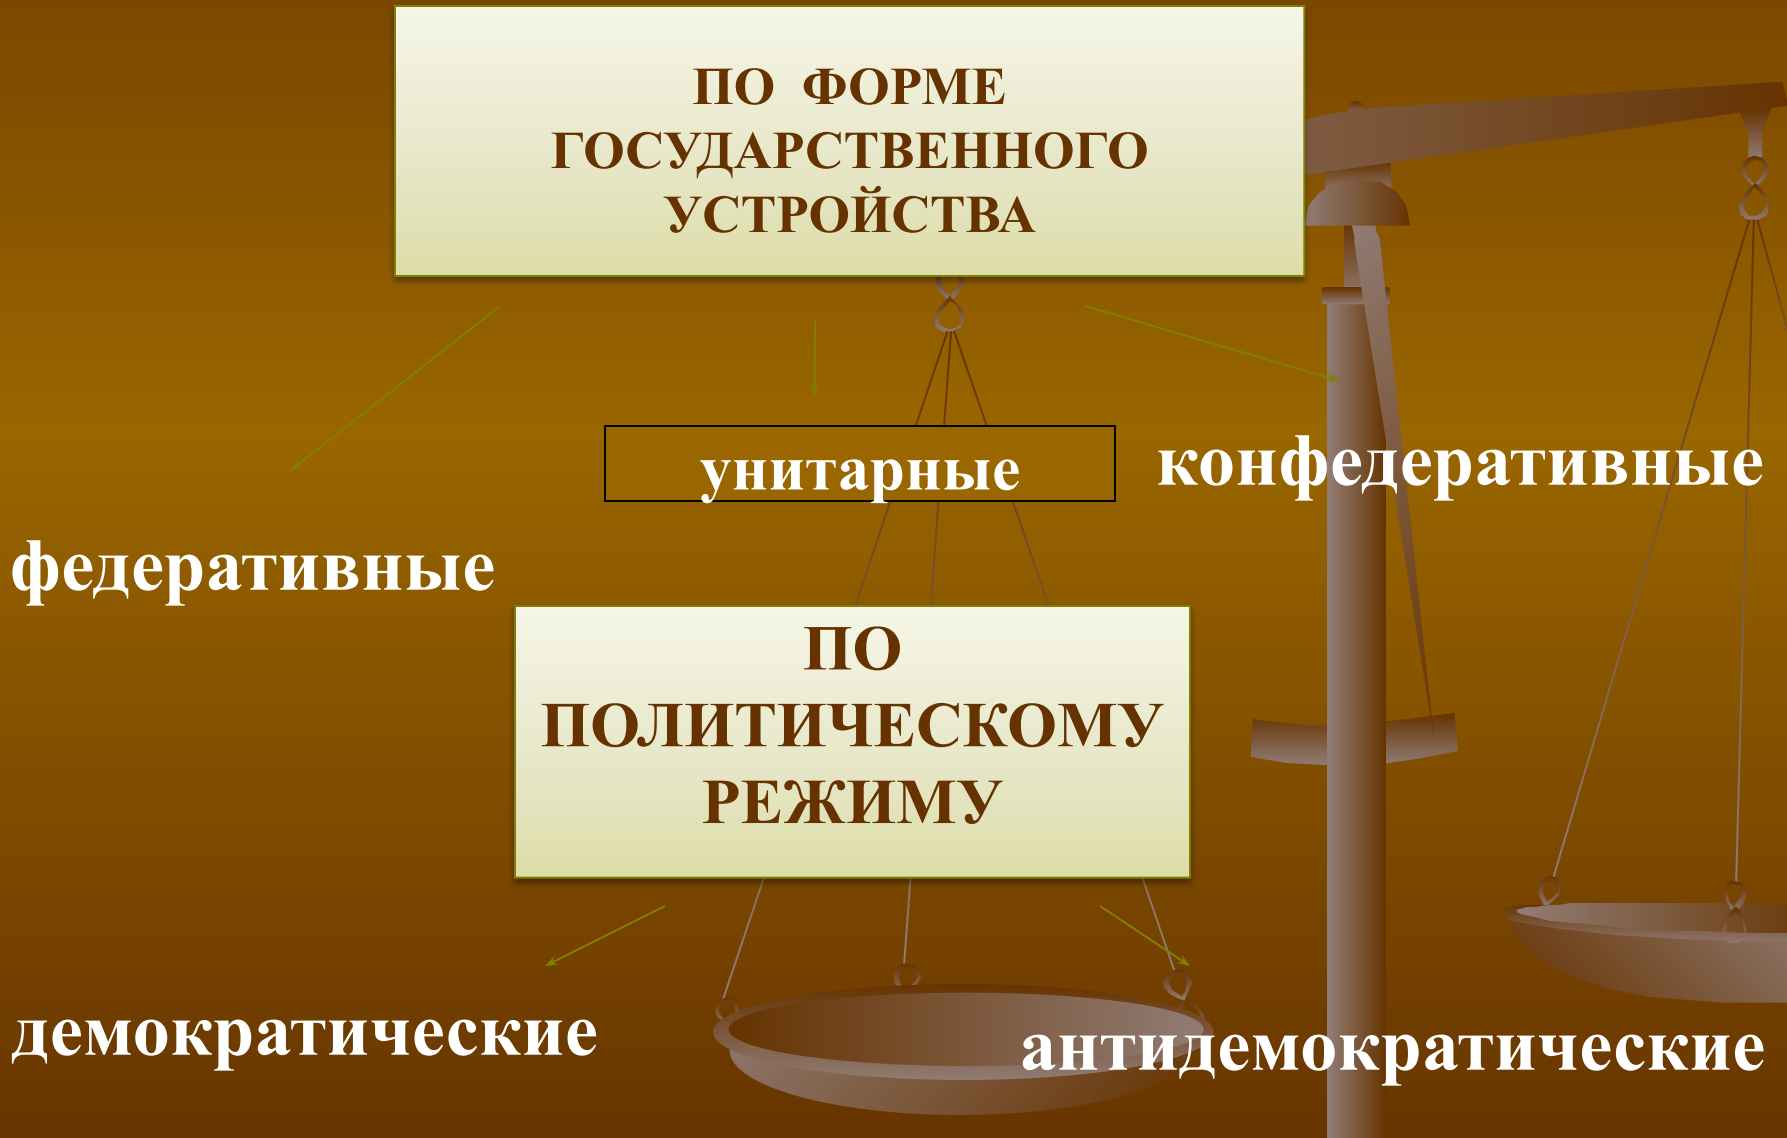 ПО ФОРМЕ
ГОСУДАРСТВЕННОГО
УСТРОЙСТВА
унитарные
конфедеративные
федеративные
ПО
ПОЛИТИЧЕСКОМУ
РЕЖИМУ
демократические
антидемократические